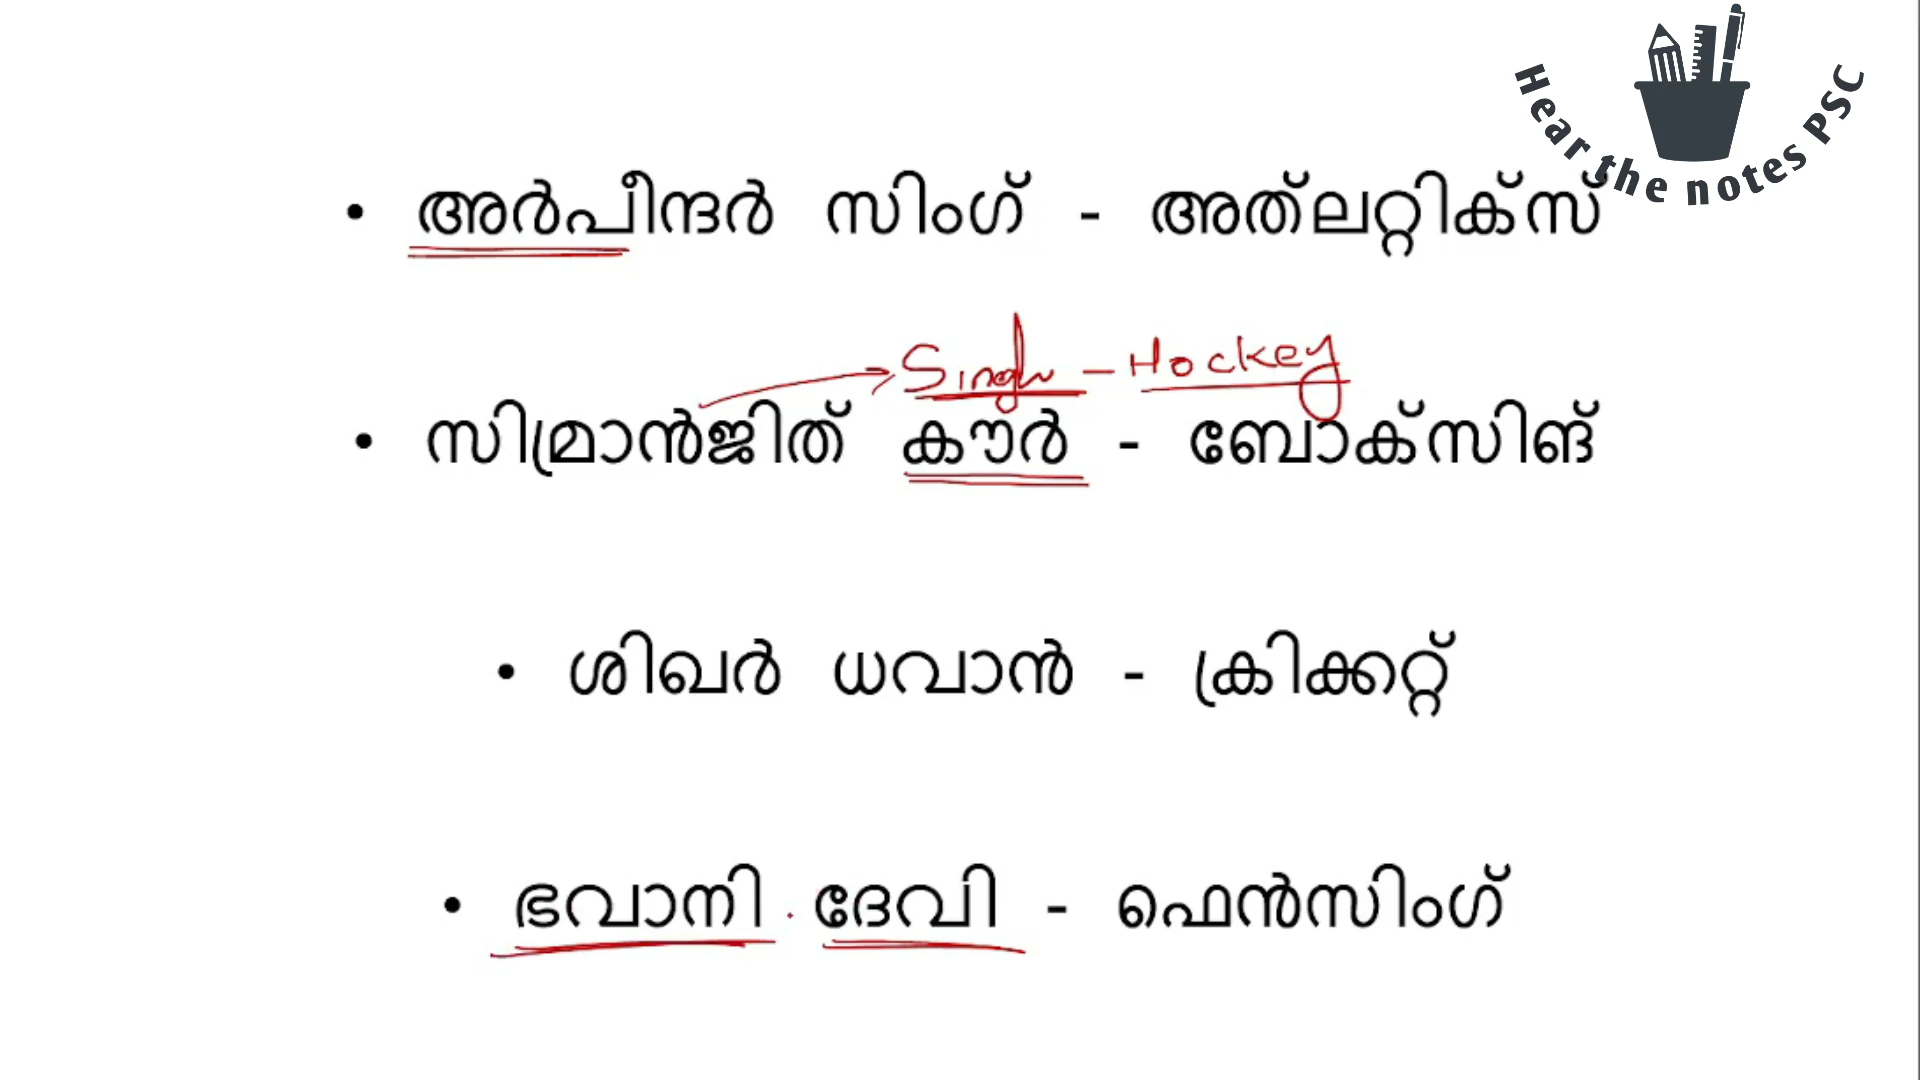 Hear the notes PSC
• അർപീന്ദർ സിംഗ് - അത്‌ലറ്റിക്സ്
Singh - Hockey
• സിമ്രാൻജിത് കൗർ - ബോക്സിങ്
• ശിഖർ ധവാൻ - ക്രിക്കറ്റ്
• ഭവാനി ദേവി - ഫെൻസിംഗ്